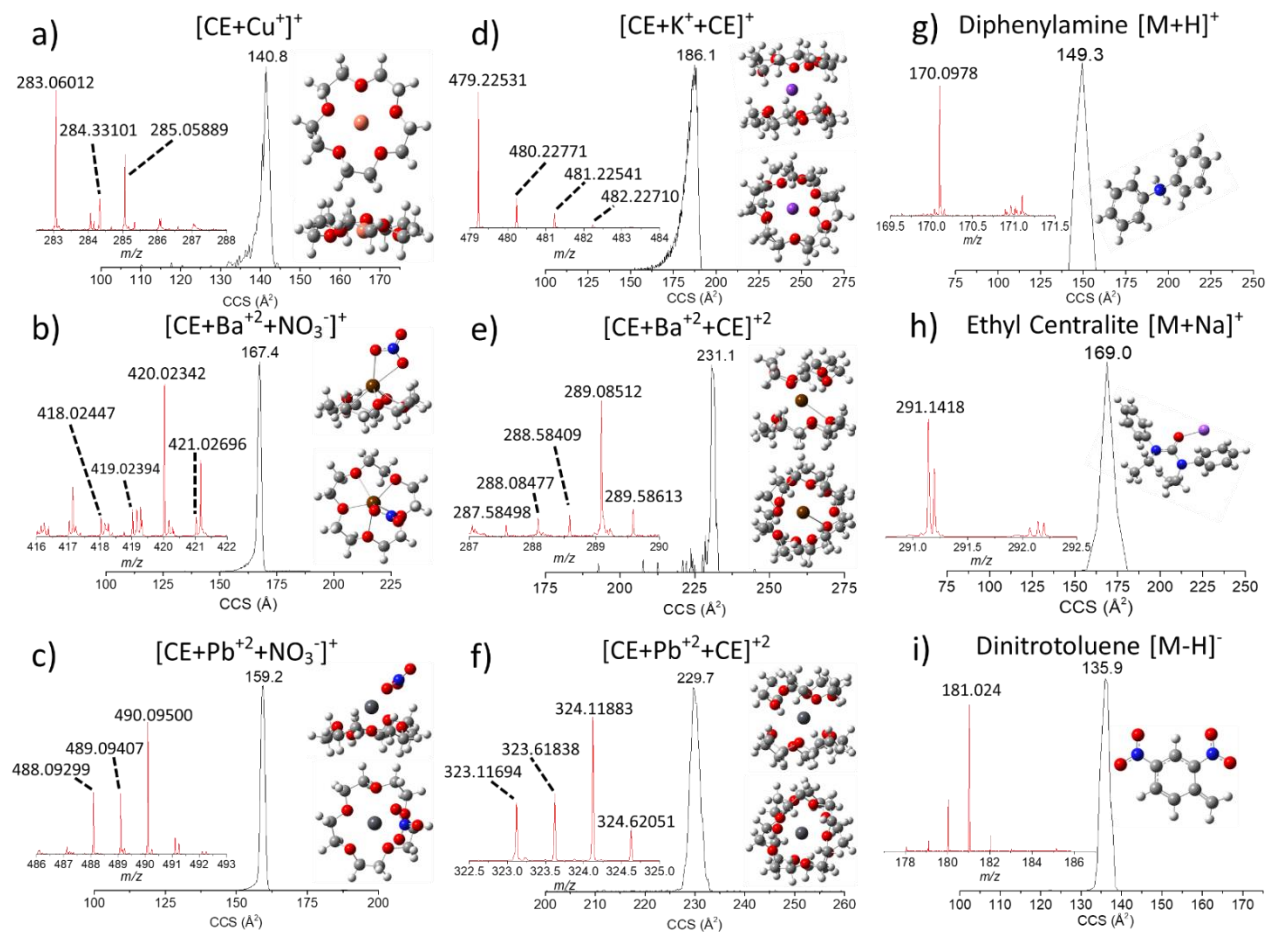 a)
[CE+Cu⁺]⁺
140.8
283.06012
284.33101
285.05889
283 284 285 286 287 288
m/z
100 110 120 130 140 150 160 170
CCS (Å²)
b)
[CE+Ba⁺²+NO₃⁻]⁺
167.4
420.02342
418.02447
421.02696
419.02394
416 417 418 419 420 421 422
m/z
100 125 150 175 200 225
CCS (Å)
c)
[CE+Pb⁺²+NO₃⁻]⁺
159.2
490.09500
489.09407
488.09299
486 487 488 489 490 491 492 493
m/z
100 150 200
CCS (Å²)
d)
[CE+K⁺+CE]⁺
186.1
479.22531
480.22771
481.22541
482.22710
479 480 481 482 483 484
m/z
100 125 150 175 200 225 250
CCS (Å²)
e)
[CE+Ba⁺²+CE]⁺²
231.1
289.08512
288.58409
288.08477
287.58498
289.58613
287 288 289 290
m/z
175 200 225 250 275
CCS (Å²)
f)
[CE+Pb⁺²+CE]⁺²
229.7
324.11883
323.61838
323.11694
324.62051
322.5 323.0 323.5 324.0 324.5 325.0
m/z
200 210 220 230 240 250 260
CCS (Å²)
g)
Diphenylamine [M+H]⁺
149.3
170.0978
169.5 170.0 170.5 171.0 171.5
m/z
75 100 125 150 175 200 225 250
CCS (Å²)
h)
Ethyl Centralite [M+Na]⁺
169.0
291.1418
291.0 291.5 292.0 292.5
m/z
75 100 125 150 175 200 225 250
CCS (Å²)
i)
Dinitrotoluene [M-H]⁻
135.9
181.024
178 180 182 184 186
m/z
100 110 120 130 140 150 160 170
CCS (Å²)